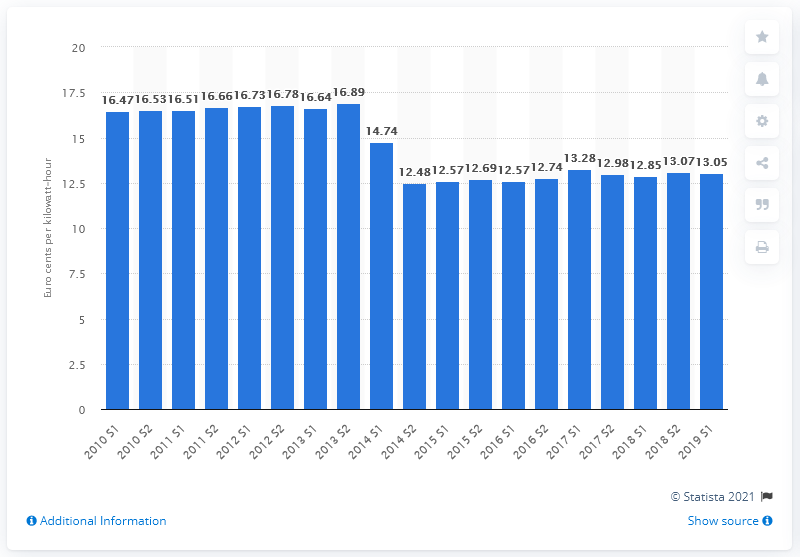 20
17.5
15
12.5
10
7.5
5
2.5
0
Euro cents per kilowatt-hour
16.47 16.53 16.51 16.66 16.73 16.78 16.64 16.89 14.74 12.48 12.57 12.69 12.57 12.74 13.28 12.98 12.85 13.07 13.05
2010 S1 2010 S2 2011 S1 2011 S2 2012 S1 2012 S2 2013 S1 2013 S2 2014 S1 2014 S2 2015 S1 2015 S2 2016 S1 2016 S2 2017 S1 2017 S2 2018 S1 2018 S2 2019 S1
© Statista 2021
Additional Information
Show source